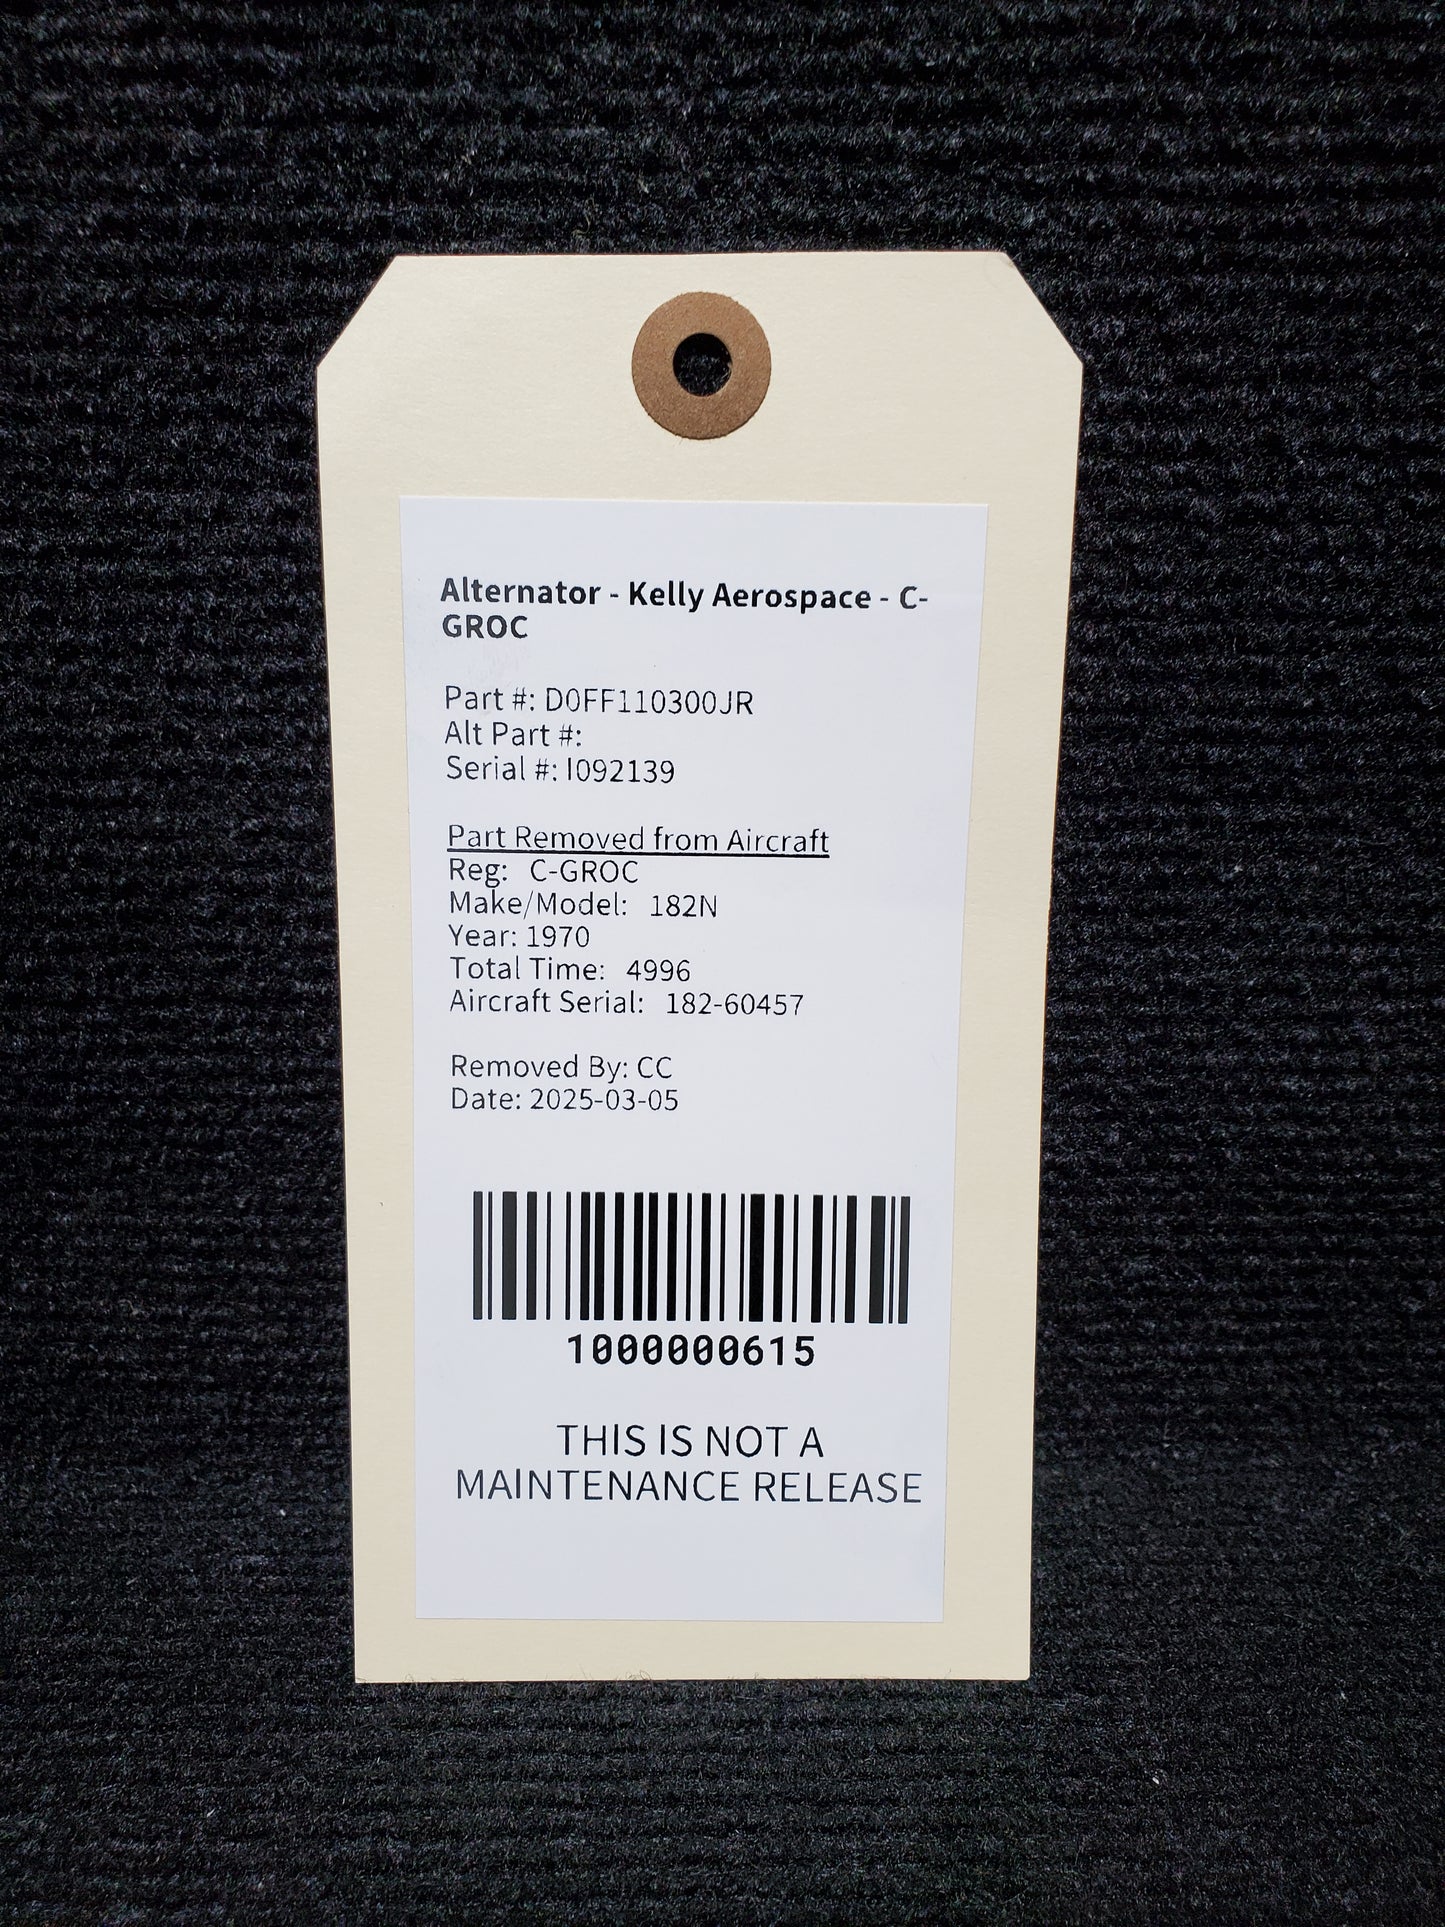 Alternator - Kelly Aerospace - C-
GROC
Part #: D0FF110300JR
Alt Part #:
Serial #: I092139
Part Removed from Aircraft
Reg: C-GROC
Make/Model: 182N
Year: 1970
Total Time: 4996
Aircraft Serial: 182-60457
Removed By: CC
Date: 2025-03-05
1000000615
THIS IS NOT A
MAINTENANCE RELEASE